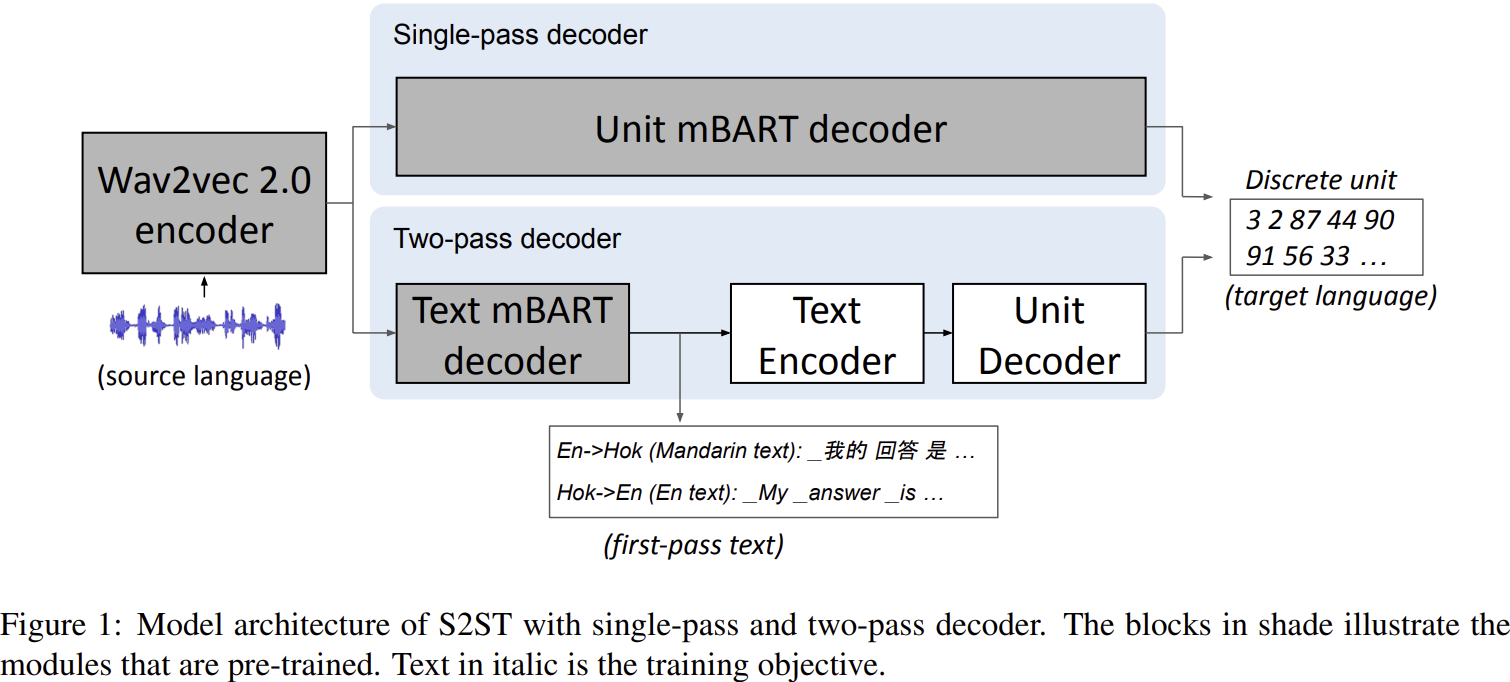 Single-pass decoder
Unit mBART decoder
Wav2vec 2.0
encoder
(source language)
Two-pass decoder
Text mBART
decoder
Text
Encoder
Unit
Decoder
Discrete unit
3 2 87 44 90
91 56 33 ...
(target language)
En->Hok (Mandarin text): _我的 回答 是 ...
Hok->En (En text): _My _answer _is ...
(first-pass text)
Figure 1: Model architecture of S2ST with single-pass and two-pass decoder. The blocks in shade illustrate the
modules that are pre-trained. Text in italic is the training objective.